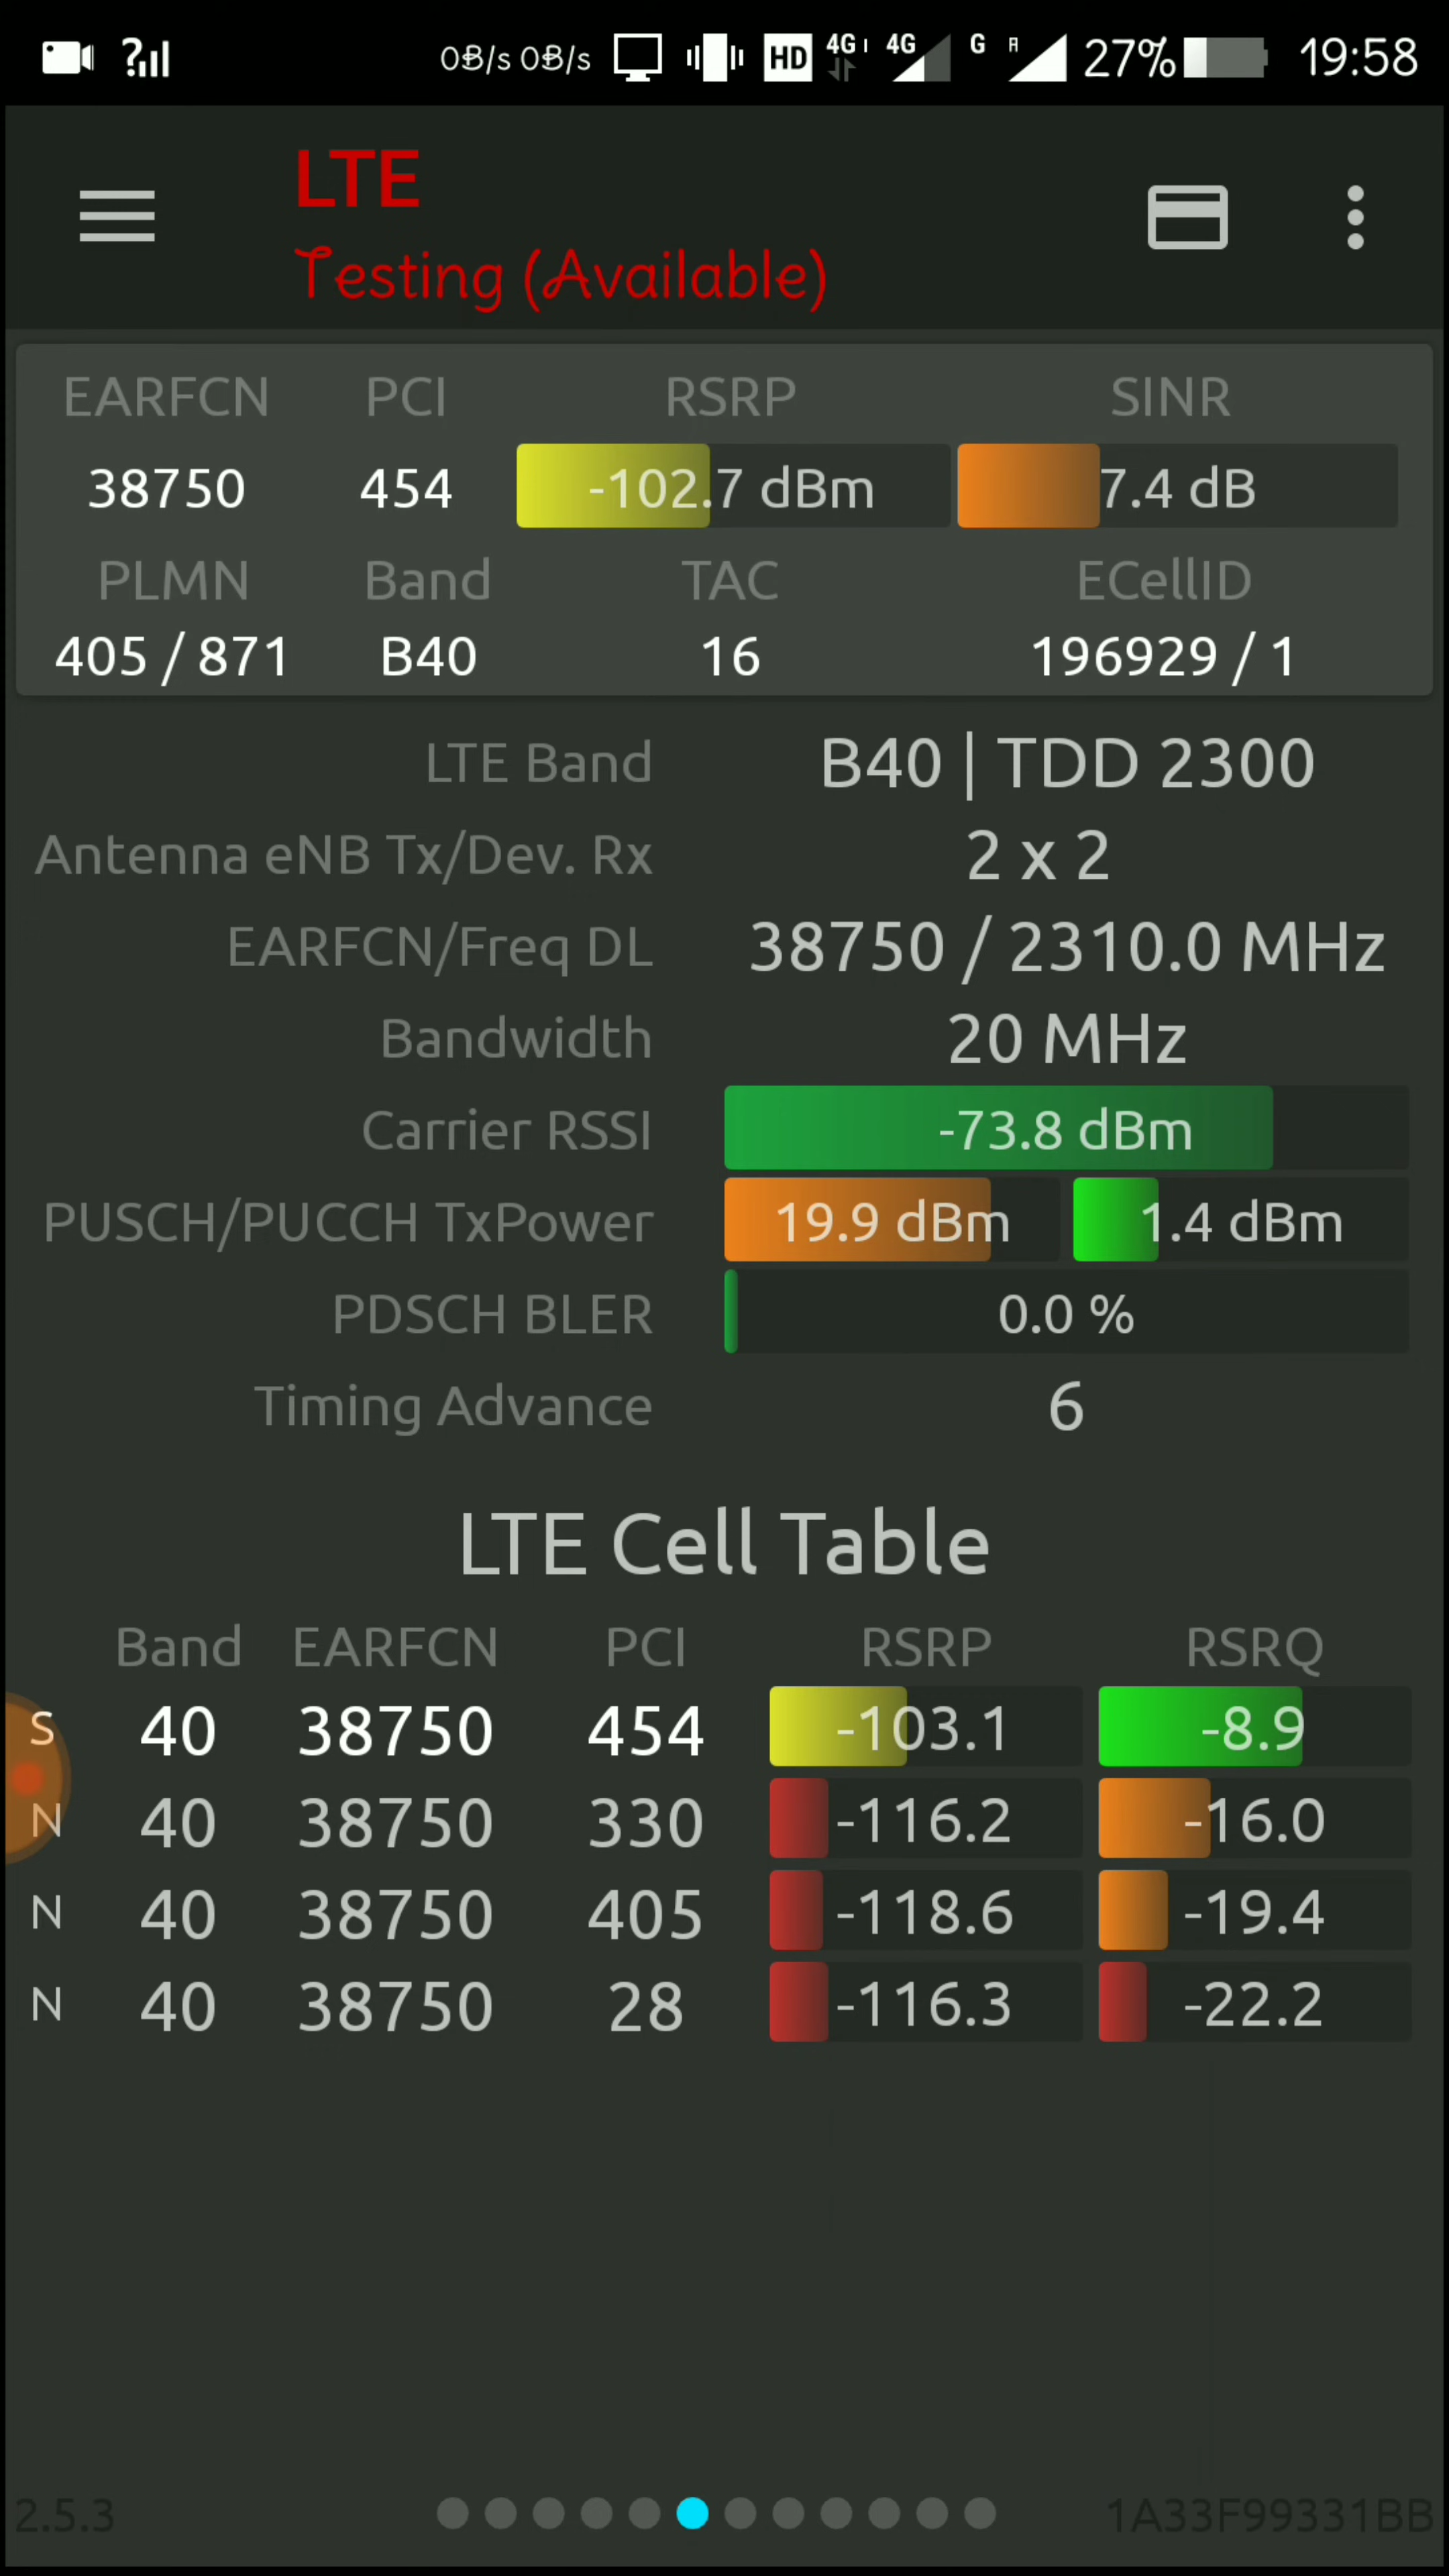 ?
0B/s 0B/s HD 4G 4G G R 27% 19:58
LTE
Testing (Available)
EARFCN PCI RSRP SINR
38750 454 -102.7 dBm 7.4 dB
PLMN Band TAC ECellID
405 / 871 B40 16 196929 / 1
LTE Band B40 | TDD 2300
Antenna eNB Tx/Dev. Rx 2 x 2
EARFCN/Freq DL 38750 / 2310.0 MHz
Bandwidth 20 MHz
Carrier RSSI -73.8 dBm
PUSCH/PUCCH TxPower 19.9 dBm 1.4 dBm
PDSCH BLER 0.0 %
Timing Advance 6
LTE Cell Table
Band EARFCN PCI RSRP RSRQ
S 40 38750 454 -103.1 -8.9
N 40 38750 330 -116.2 -16.0
N 40 38750 405 -118.6 -19.4
N 40 38750 28 -116.3 -22.2
2.5.3 1A33F99331BB